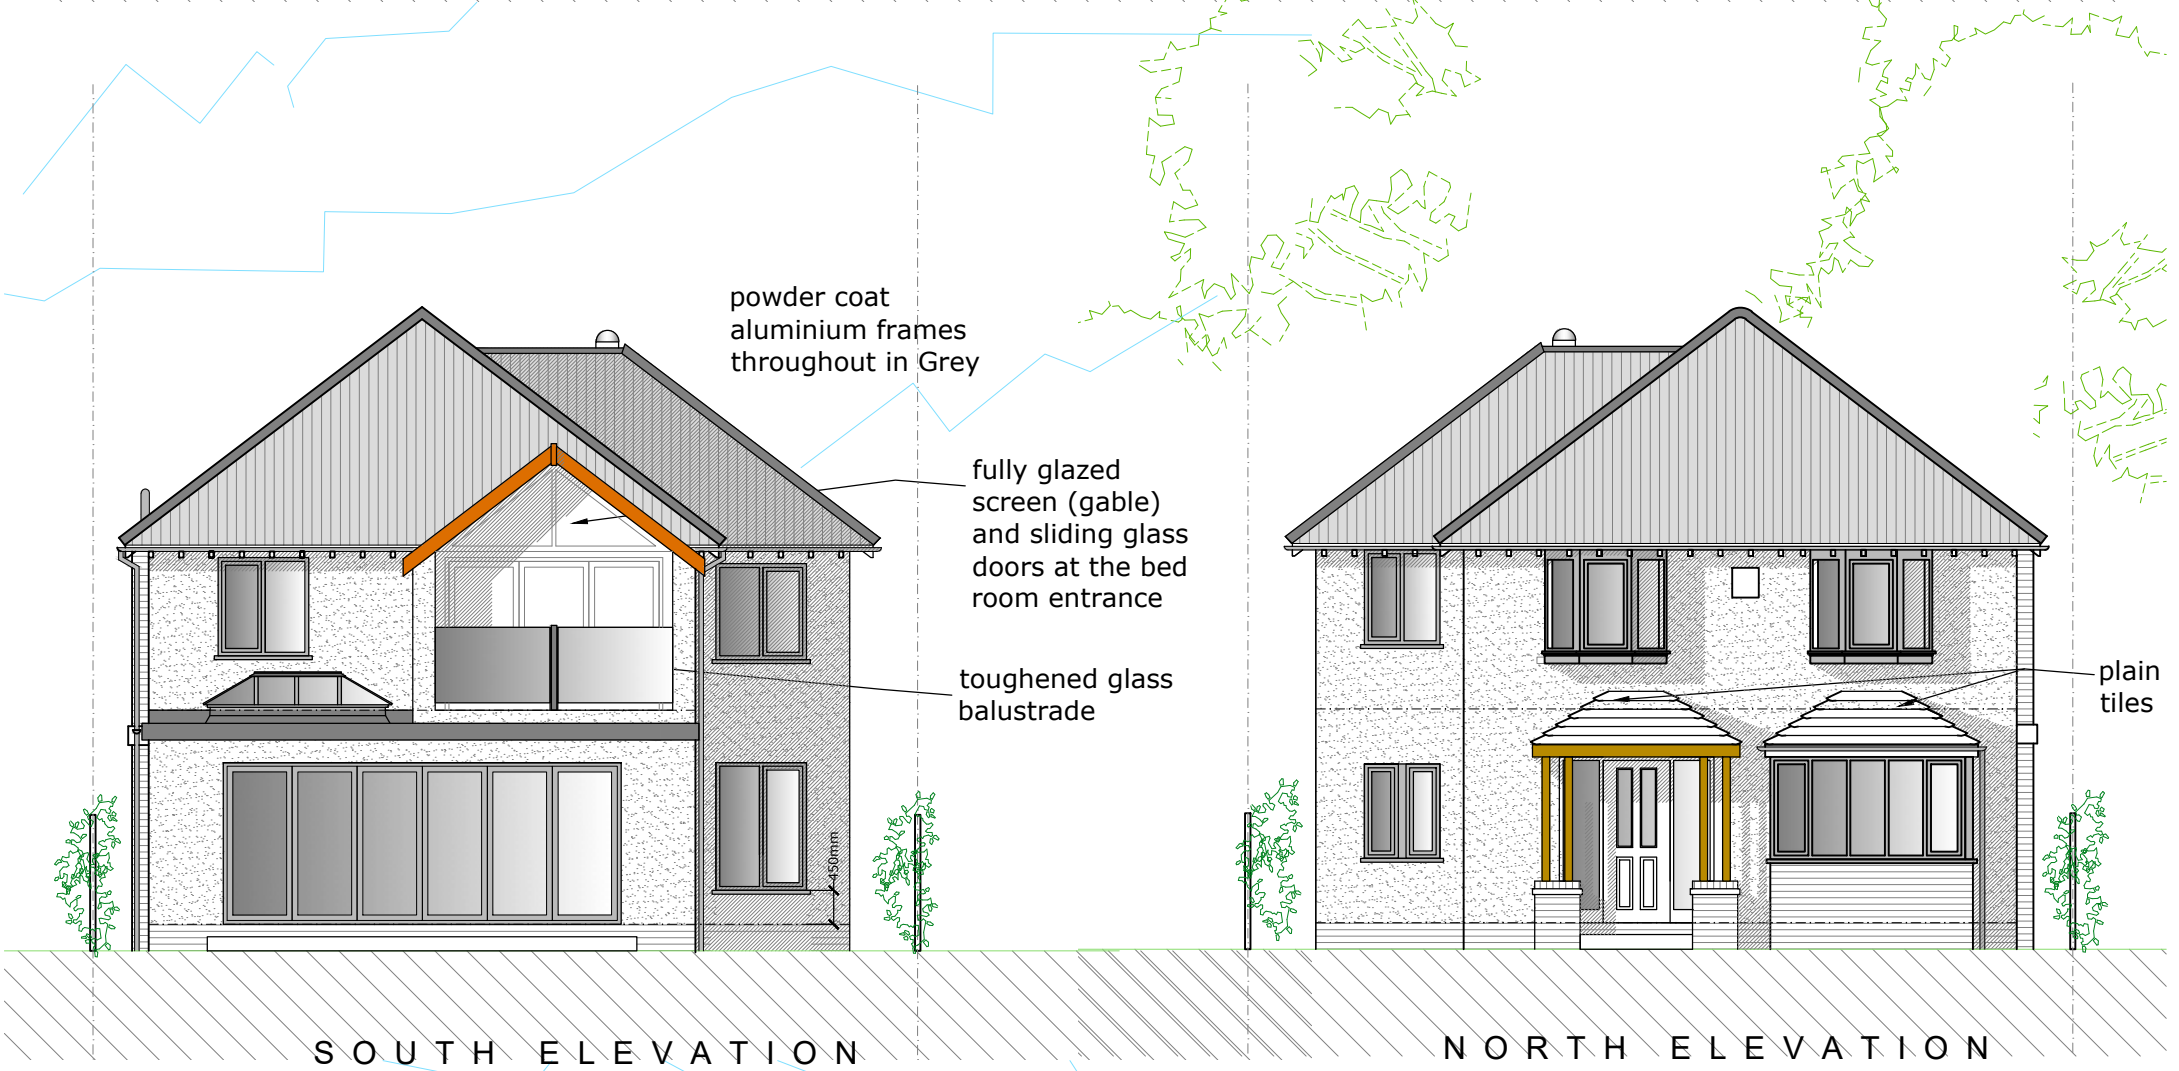 powder coat
aluminium frames
throughout in Grey
fully glazed
screen (gable)
and sliding glass
doors at the bed
room entrance
toughened glass
balustrade
450mm
plain
tiles
SOUTH ELEVATION
NORTH ELEVATION